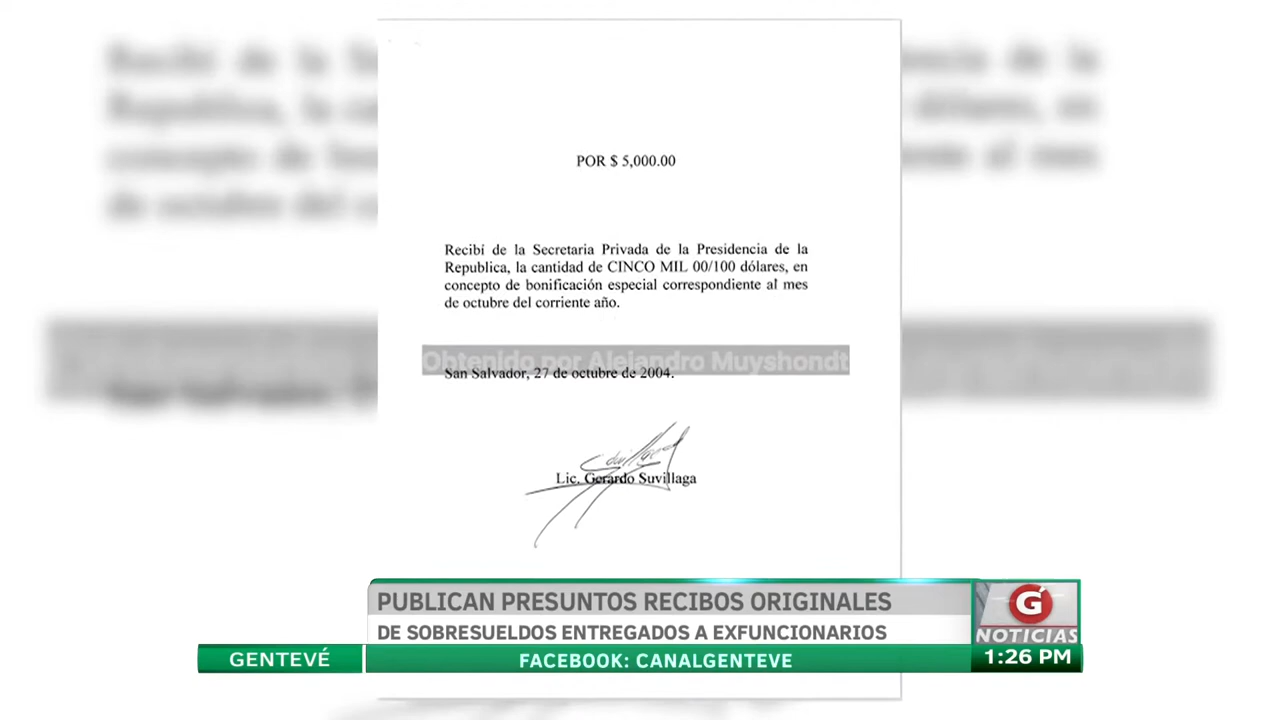 POR $ 5,000.00
Recibí de la Secretaria Privada de la Presidencia de la
Republica, la cantidad de CINCO MIL 00/100 dólares, en
concepto de bonificación especial correspondiente al mes
de octubre del corriente año.
Obtenido por Alejandro Muyshondt
San Salvador, 27 de octubre de 2004.
Lic. Gerardo Suvillaga
PUBLICAN PRESUNTOS RECIBOS ORIGINALES
DE SOBRESUELDOS ENTREGADOS A EXFUNCIONARIOS
G
NOTICIAS
GENTEVÉ
FACEBOOK: CANALGENTEVE
1:26 PM